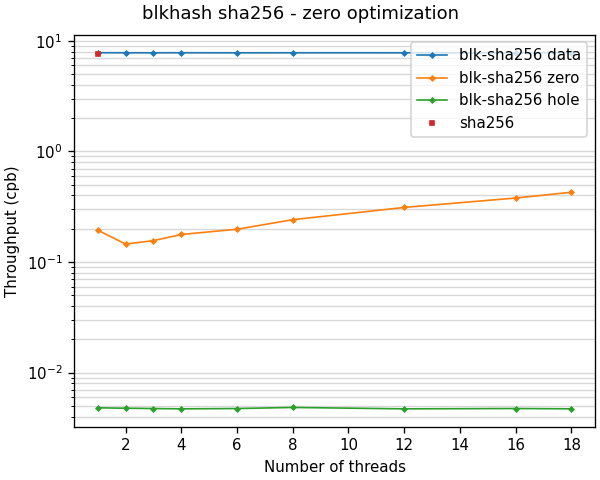 blkhash sha256 - zero optimization
Throughput (cpb)
10¹
10⁰
10⁻¹
10⁻²
blk-sha256 data
blk-sha256 zero
blk-sha256 hole
sha256
2 4 6 8 10 12 14 16 18
Number of threads